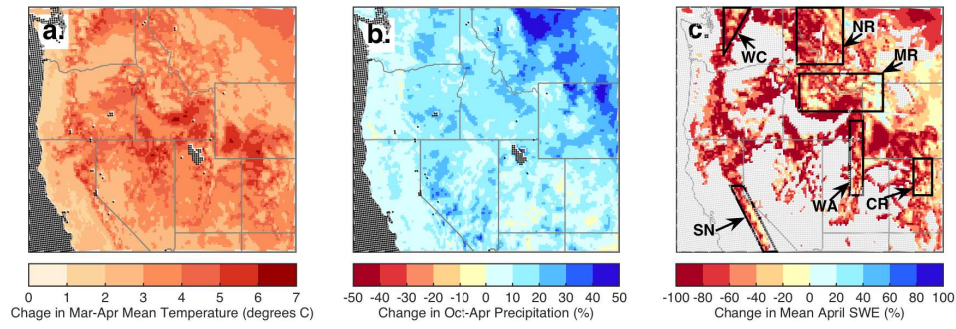 a.
b.
c.
NR
WC
MR
WA
CR
SN
0 1 2 3 4 5 6 7
Chage in Mar-Apr Mean Temperature (degrees C)
-50 -40 -30 -20 -10 0 10 20 30 40 50
Change in Oct-Apr Precipitation (%)
-100 -80 -60 -40 -20 0 20 40 60 80 100
Change in Mean April SWE (%)